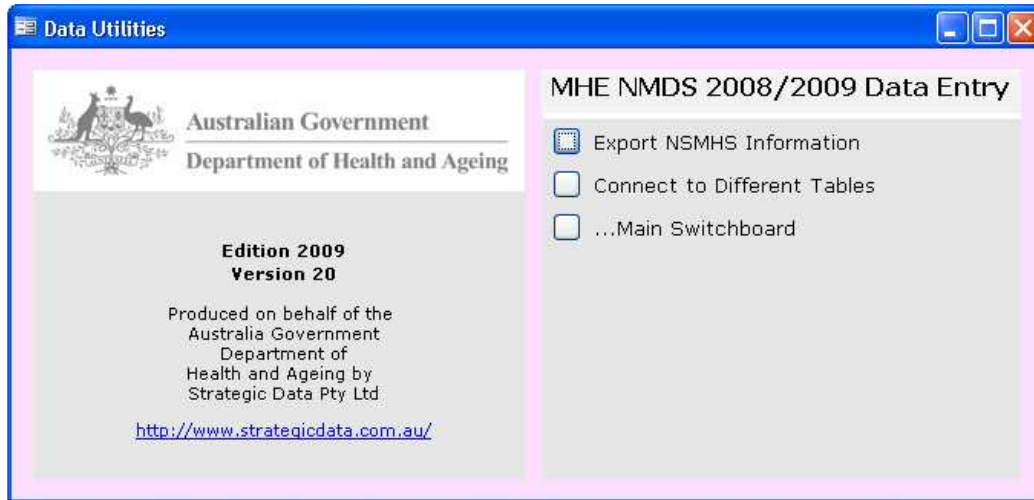 Data Utilities
Australian Government
Department of Health and Ageing
Edition 2009
Version 20
Produced on behalf of the
Australia Government
Department of
Health and Ageing by
Strategic Data Pty Ltd
http://www.strategicdata.com.au/
MHE NMDS 2008/2009 Data Entry
Export NSMHS Information
Connect to Different Tables
...Main Switchboard